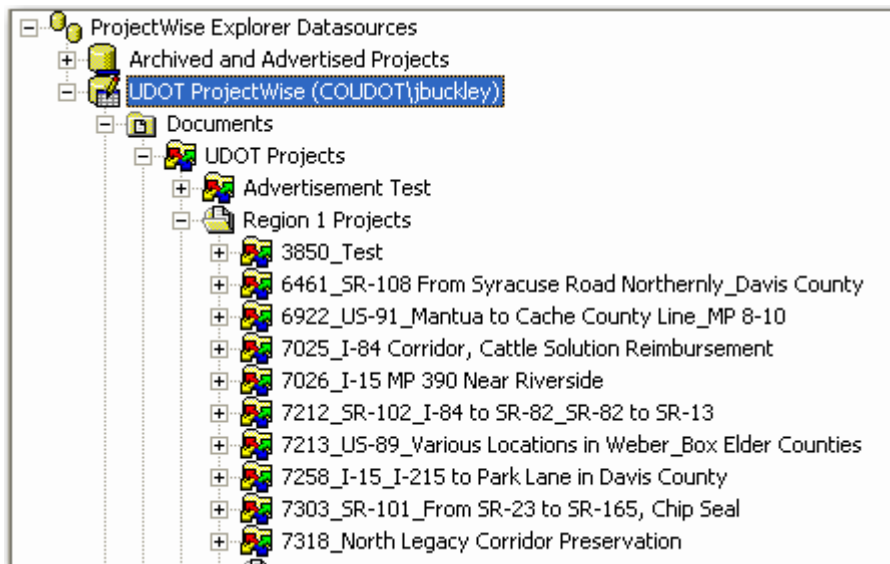 ProjectWise Explorer Datasources
Archived and Advertised Projects
UDOT ProjectWise (COUDOT\jbuckley)
Documents
UDOT Projects
Advertisement Test
Region 1 Projects
3850_Test
6461_SR-108 From Syracuse Road Northernly_Davis County
6922_US-91_Mantua to Cache County Line_MP 8-10
7025_I-84 Corridor, Cattle Solution Reimbursement
7026_I-15 MP 390 Near Riverside
7212_SR-102_I-84 to SR-82_SR-82 to SR-13
7213_US-89_Various Locations in Weber_Box Elder Counties
7258_I-15_I-215 to Park Lane in Davis County
7303_SR-101_From SR-23 to SR-165, Chip Seal
7318_North Legacy Corridor Preservation